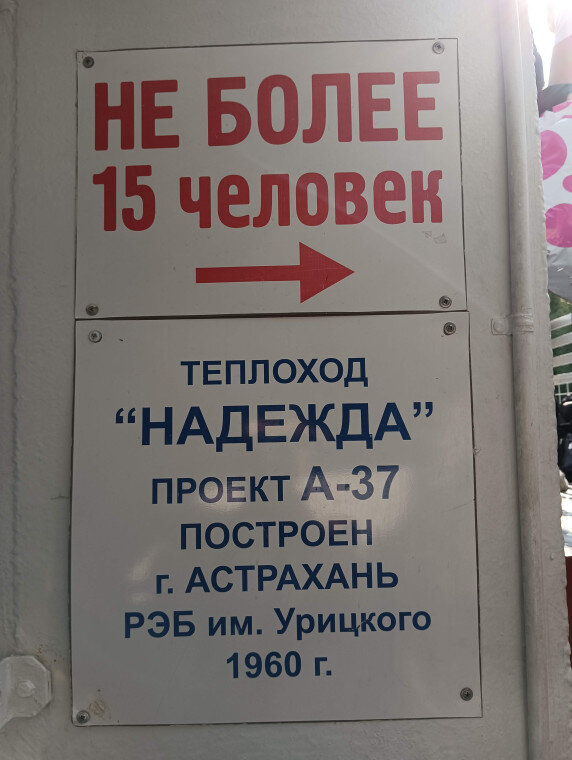 НЕ БОЛЕЕ
15 человек
ТЕПЛОХОД
“НАДЕЖДА”
ПРОЕКТ А-37
ПОСТРОЕН
г. АСТРАХАНЬ
РЭБ им. Урицкого
1960 г.